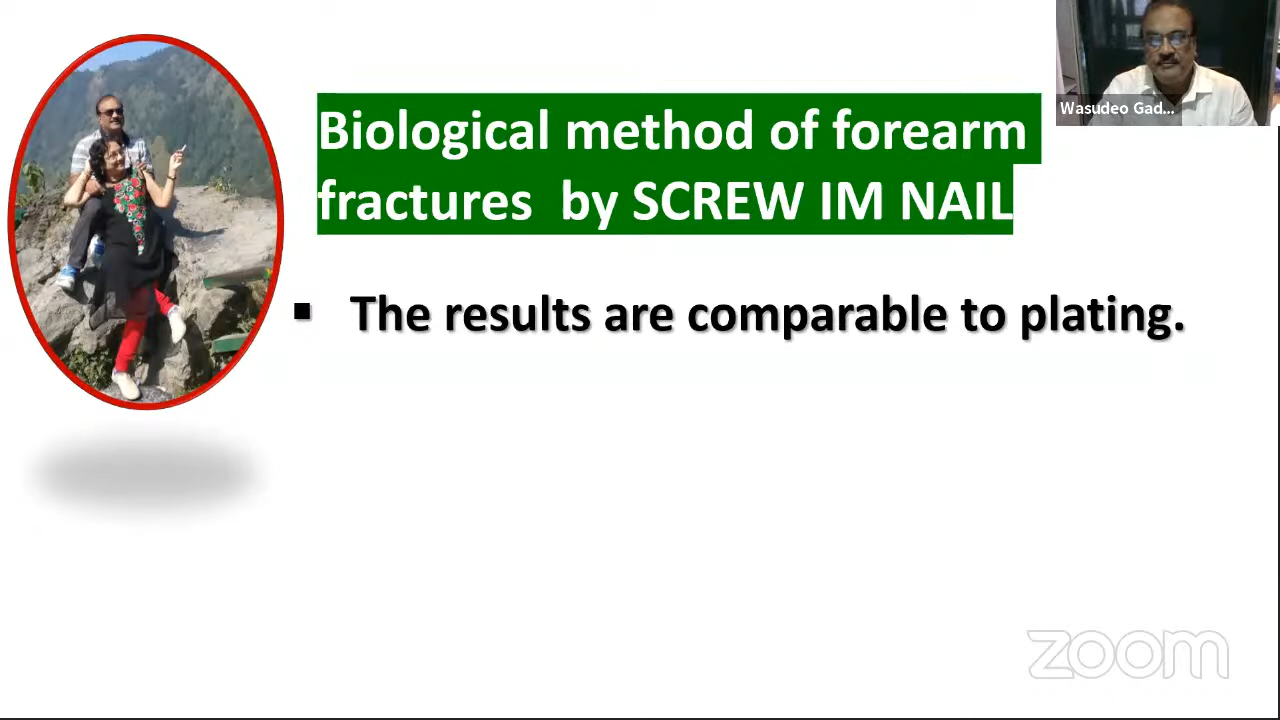 Wasudeo Gad...
Biological method of forearm
fractures by SCREW IM NAIL
▪ The results are comparable to plating.
zoom